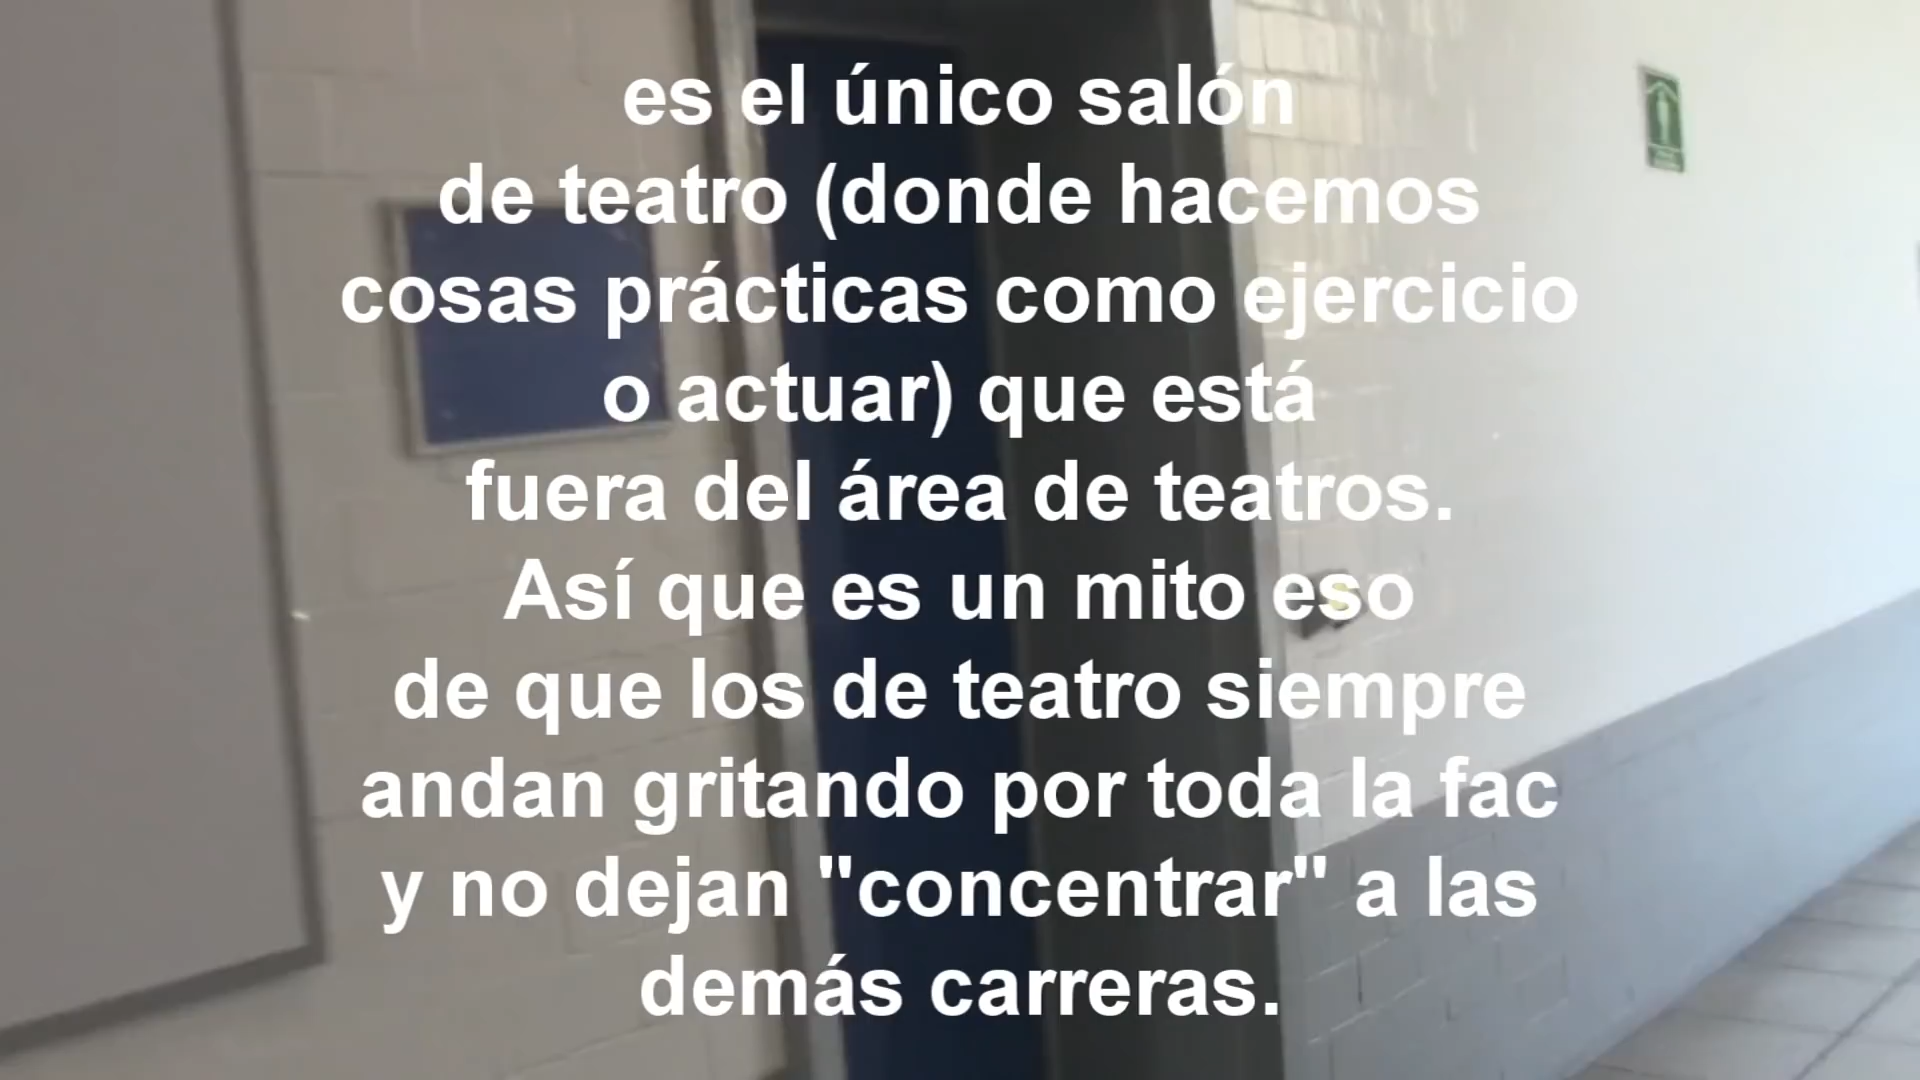 es el único salón
de teatro (donde hacemos
cosas prácticas como ejercicio
o actuar) que está
fuera del área de teatros.
Así que es un mito eso
de que los de teatro siempre
andan gritando por toda la fac
y no dejan "concentrar" a las
demás carreras.